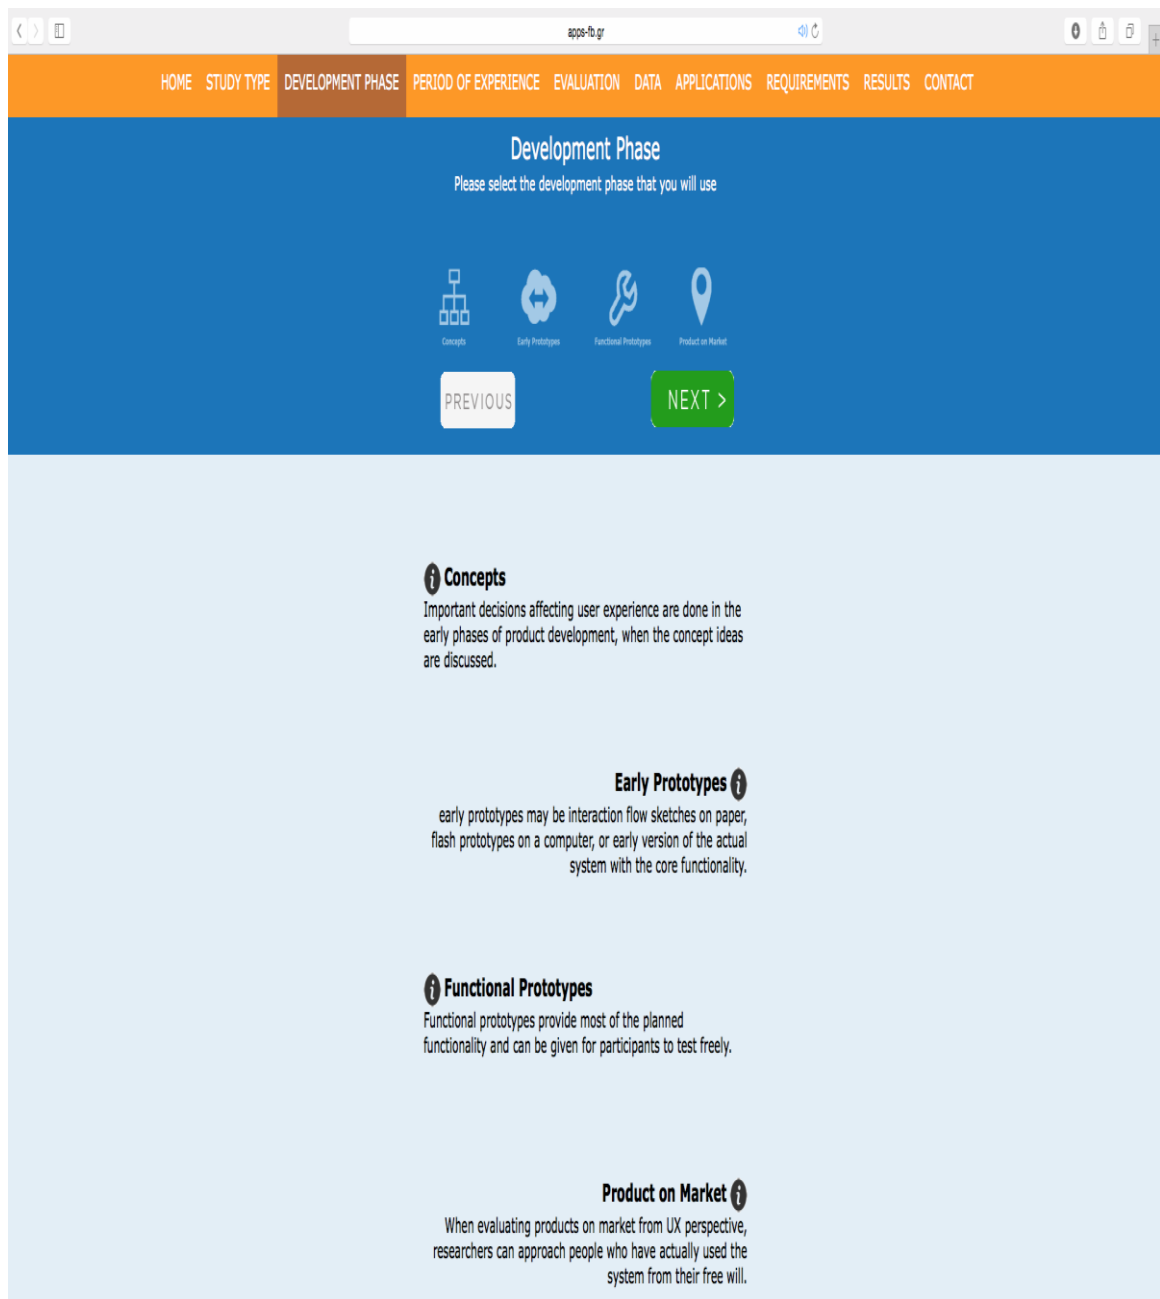 apps-fb.gr
HOME STUDY TYPE DEVELOPMENT PHASE PERIOD OF EXPERIENCE EVALUATION DATA APPLICATIONS REQUIREMENTS RESULTS CONTACT
Development Phase
Please select the development phase that you will use
Concepts Early Prototypes Functional Prototypes Product on Market
PREVIOUS NEXT >
Concepts
Important decisions affecting user experience are done in the
early phases of product development, when the concept ideas
are discussed.
Early Prototypes
early prototypes may be interaction flow sketches on paper,
flash prototypes on a computer, or early version of the actual
system with the core functionality.
Functional Prototypes
Functional prototypes provide most of the planned
functionality and can be given for participants to test freely.
Product on Market
When evaluating products on market from UX perspective,
researchers can approach people who have actually used the
system from their free will.